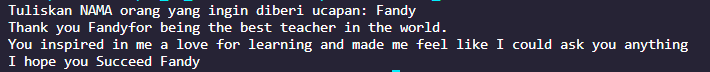 Tuliskan NAMA orang yang ingin diberi ucapan: Fandy
Thank you Fandyfor being the best teacher in the world.
You inspired in me a love for learning and made me feel like I could ask you anything
I hope you Succeed Fandy